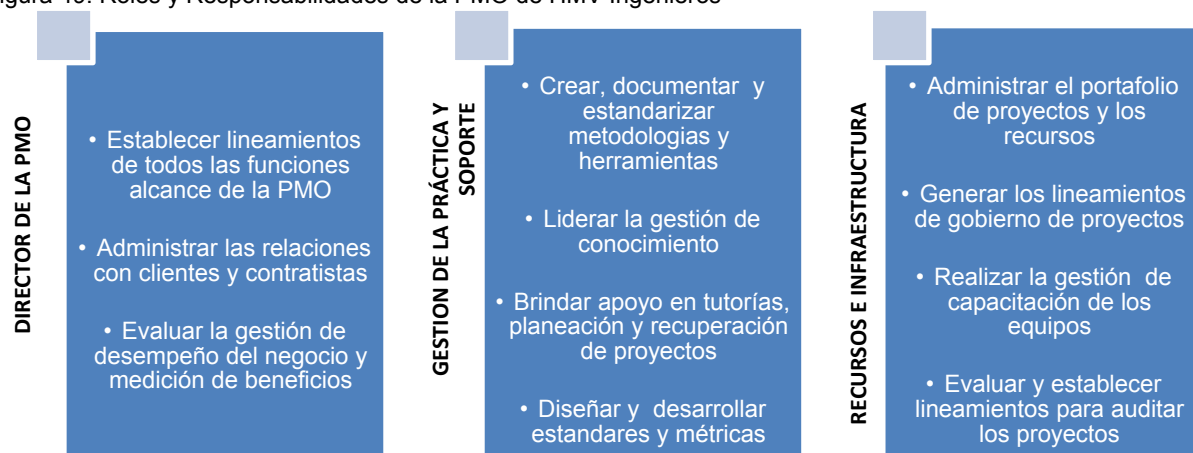 DIRECTOR DE LA PMO
• Establecer lineamientos
de todos las funciones
alcance de la PMO
• Administrar las relaciones
con clientes y contratistas
• Evaluar la gestión de
desempeño del negocio y
medición de beneficios
GESTION DE LA PRÁCTICA Y
SOPORTE
• Crear, documentar y
estandarizar
metodologias y
herramientas
• Liderar la gestión de
conocimiento
• Brindar apoyo en tutorías,
planeación y recuperación
de proyectos
• Diseñar y desarrollar
estandares y métricas
RECURSOS E INFRAESTRUCTURA
• Administrar el portafolio
de proyectos y los
recursos
• Generar los lineamientos
de gobierno de proyectos
• Realizar la gestión de
capacitación de los
equipos
• Evaluar y establecer
lineamientos para auditar
los proyectos